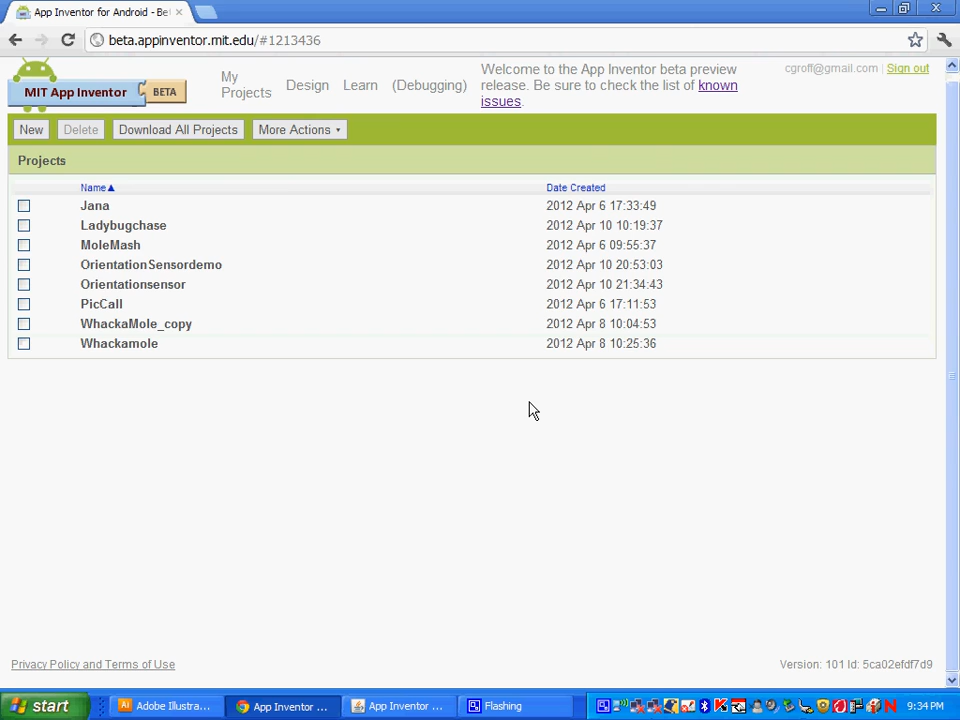 App Inventor for Android - Be
beta.appinventor.mit.edu/#1213436
MIT App Inventor BETA
My Projects
Design
Learn
(Debugging)
Welcome to the App Inventor beta preview
release. Be sure to check the list of known
issues.
cgroff@gmail.com | Sign out
New
Delete
Download All Projects
More Actions
Projects
Name Date Created
Jana 2012 Apr 6 17:33:49
Ladybugchase 2012 Apr 10 10:19:37
MoleMash 2012 Apr 6 09:55:37
OrientationSensordemo 2012 Apr 10 20:53:03
Orientationsensor 2012 Apr 10 21:34:43
PicCall 2012 Apr 6 17:11:53
WhackaMole_copy 2012 Apr 8 10:04:53
Whackamole 2012 Apr 8 10:25:36
Privacy Policy and Terms of Use
Version: 101 Id: 5ca02efdf7d9
start
Adobe Illustra...
App Inventor ...
App Inventor ...
Flashing
9:34 PM